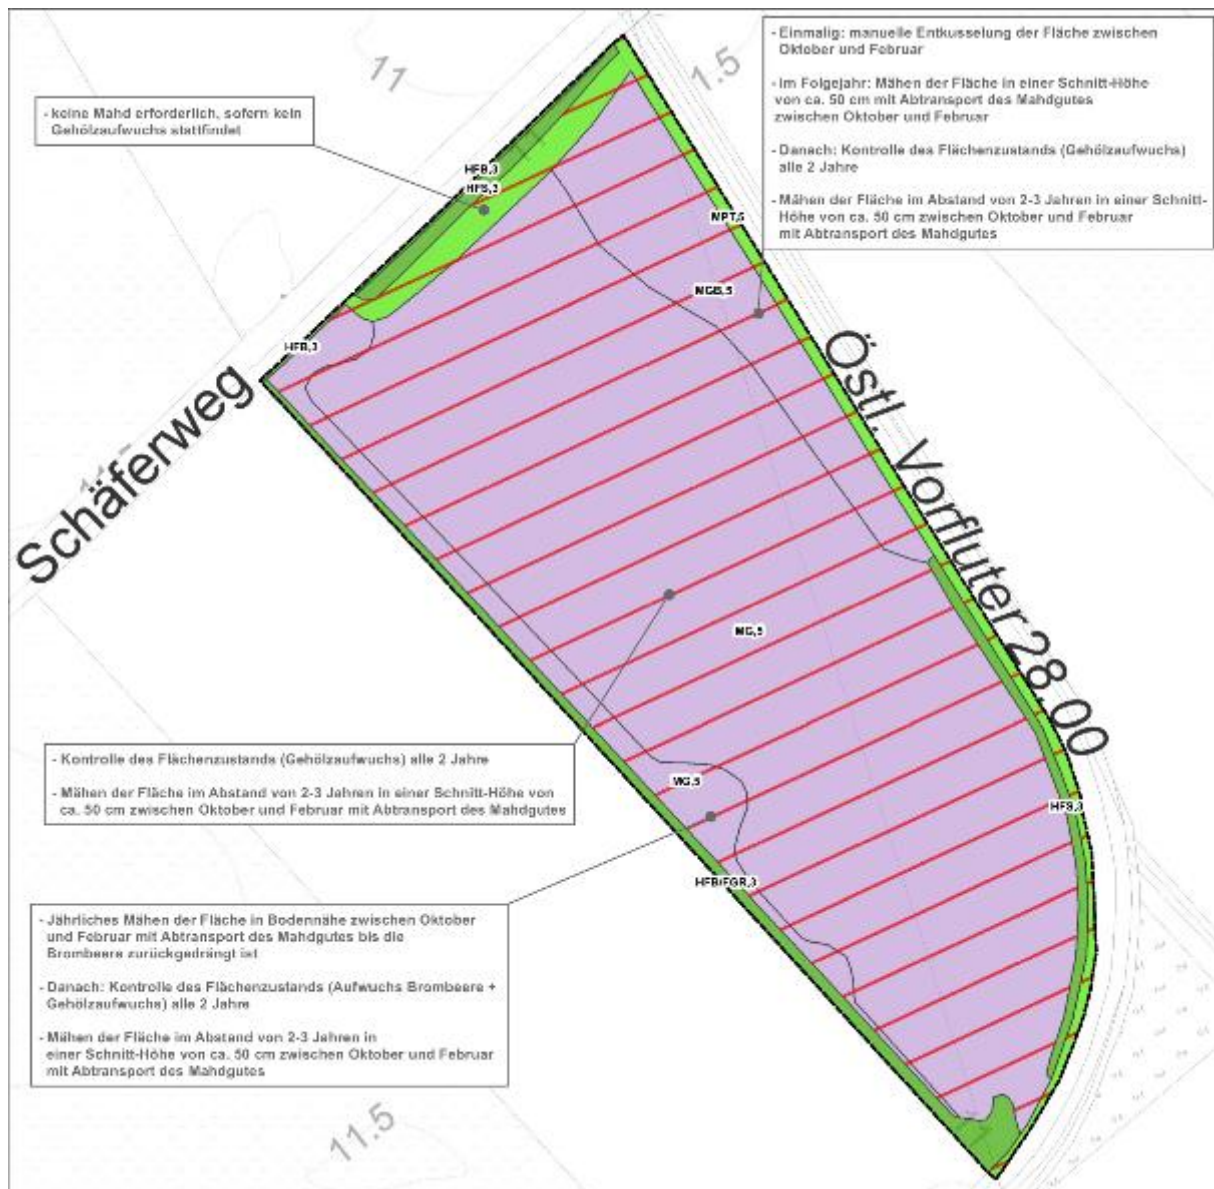 - Einmalig: manuelle Entkusselung der Fläche zwischen
Oktober und Februar
- im Folgejahr: Mähen der Fläche in einer Schnitt-Höhe
von ca. 50 cm mit Abtransport des Mahdgutes
zwischen Oktober und Februar
- Danach: Kontrolle des Flächenzustands (Gehölzaufwuchs)
alle 2 Jahre
- Mähen der Fläche im Abstand von 2-3 Jahren in einer Schnitt-
Höhe von ca. 50 cm zwischen Oktober und Februar
mit Abtransport des Mahdgutes
11
1.5
- keine Mahd erforderlich, sofern kein
Gehölzaufwuchs stattfindet
HFB,3
HFS,3
MPT,5
MGB,5
HFB,3
Schäferweg
Östl. Vorfluter 28.00
MG,5
- Kontrolle des Flächenzustands (Gehölzaufwuchs) alle 2 Jahre
- Mähen der Fläche im Abstand von 2-3 Jahren in einer Schnitt-Höhe von
ca. 50 cm zwischen Oktober und Februar mit Abtransport des Mahdgutes
MG,5
HFS,3
HFB/FGR,3
- Jährliches Mähen der Fläche in Bodennähe zwischen Oktober
und Februar mit Abtransport des Mahdgutes bis die
Brombeere zurückgedrängt ist
- Danach: Kontrolle des Flächenzustands (Aufwuchs Brombeere +
Gehölzaufwuchs) alle 2 Jahre
- Mähen der Fläche im Abstand von 2-3 Jahren in
einer Schnitt-Höhe von ca. 50 cm zwischen Oktober und Februar
mit Abtransport des Mahdgutes
11.5